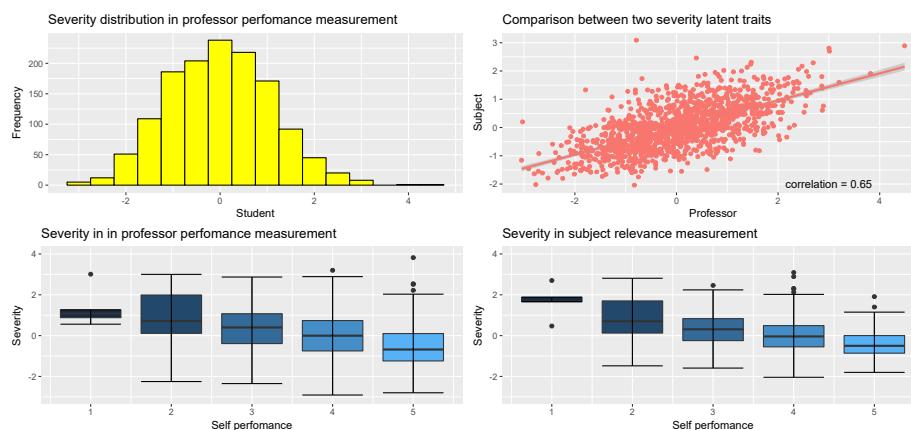 Severity distribution in professor perfomance measurement
200
150
100
50
0
Frequency
-2
0
2
4
Student
Comparison between two severity latent traits
3
2
1
0
-1
-2
Subject
correlation = 0.65
-2
0
2
4
Professor
Severity in in professor perfomance measurement
4
2
0
-2
Severity
1
2
3
4
5
Self perfomance
Severity in subject relevance measurement
4
2
0
-2
Severity
1
2
3
4
5
Self perfomance